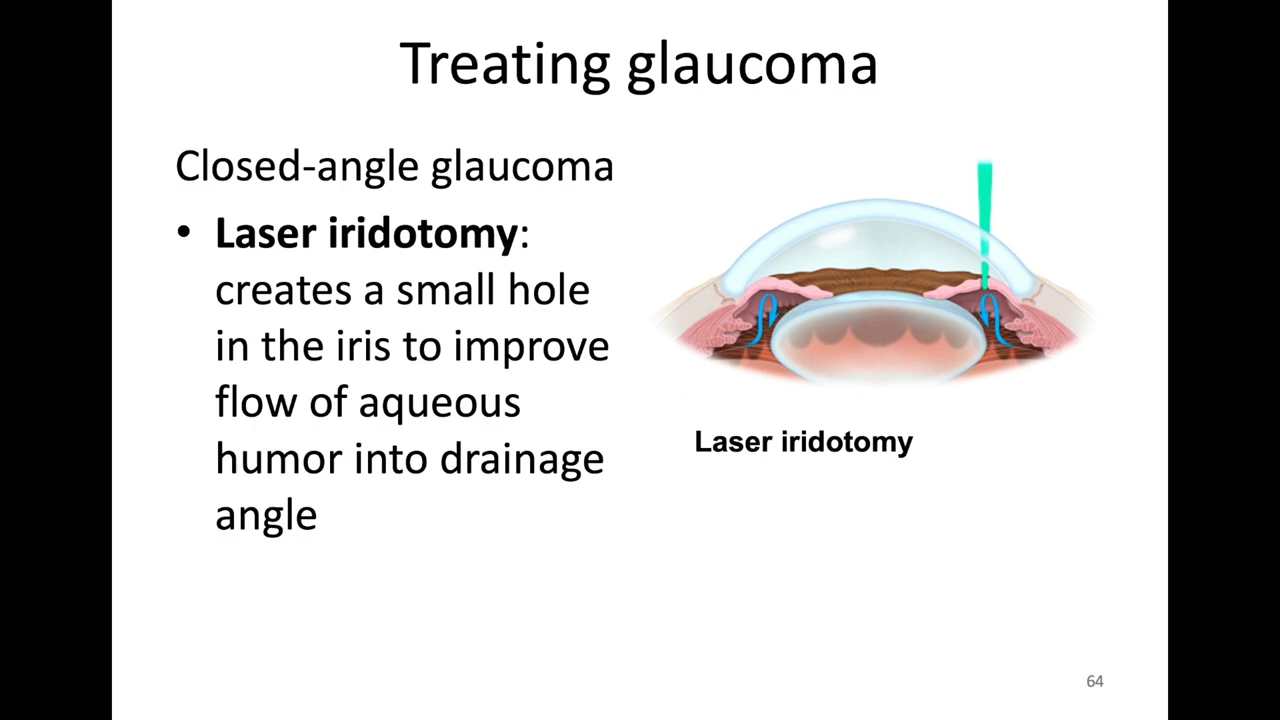 Treating glaucoma
Closed-angle glaucoma
• Laser iridotomy:
creates a small hole
in the iris to improve
flow of aqueous
humor into drainage
angle
Laser iridotomy
64